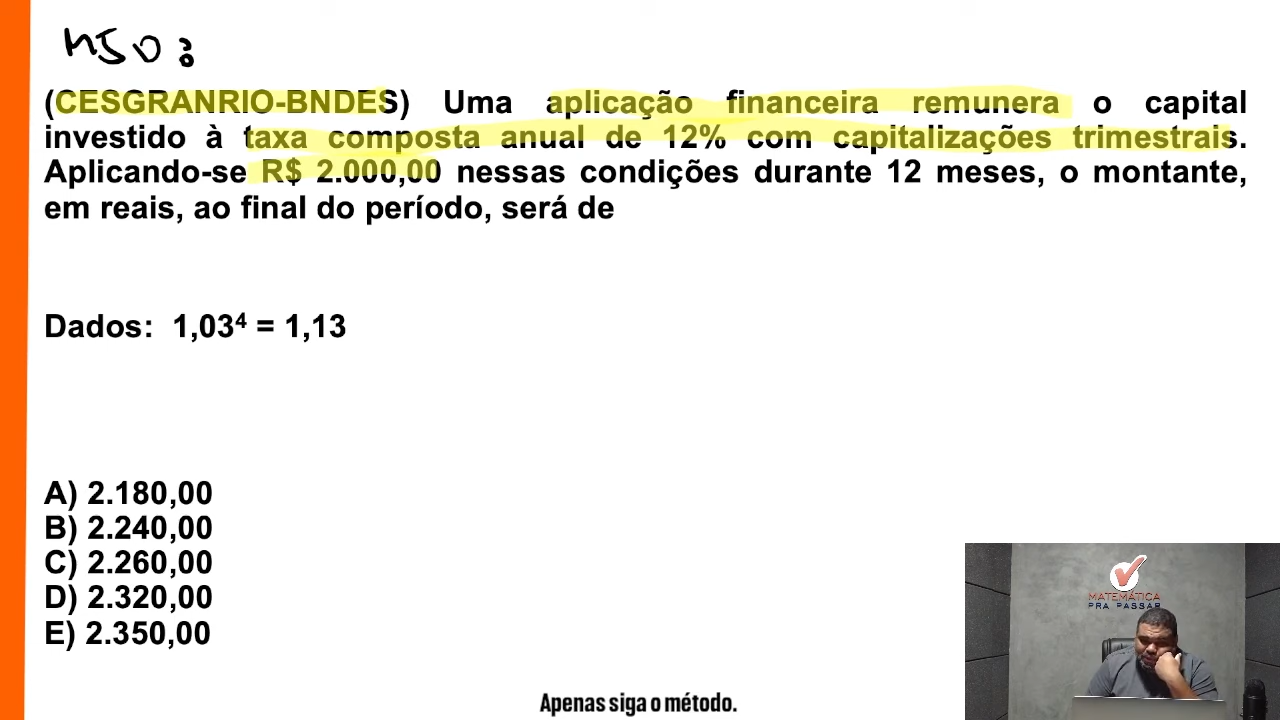 (CESGRANRIO-BNDES) Uma aplicação financeira remunera o capital
investido à taxa composta anual de 12% com capitalizações trimestrais.
Aplicando-se R$ 2.000,00 nessas condições durante 12 meses, o montante,
em reais, ao final do período, será de
Dados: 1,03⁴ = 1,13
A) 2.180,00
B) 2.240,00
C) 2.260,00
D) 2.320,00
E) 2.350,00
MATEMÁTICA
PRA PASSAR
Apenas siga o método.